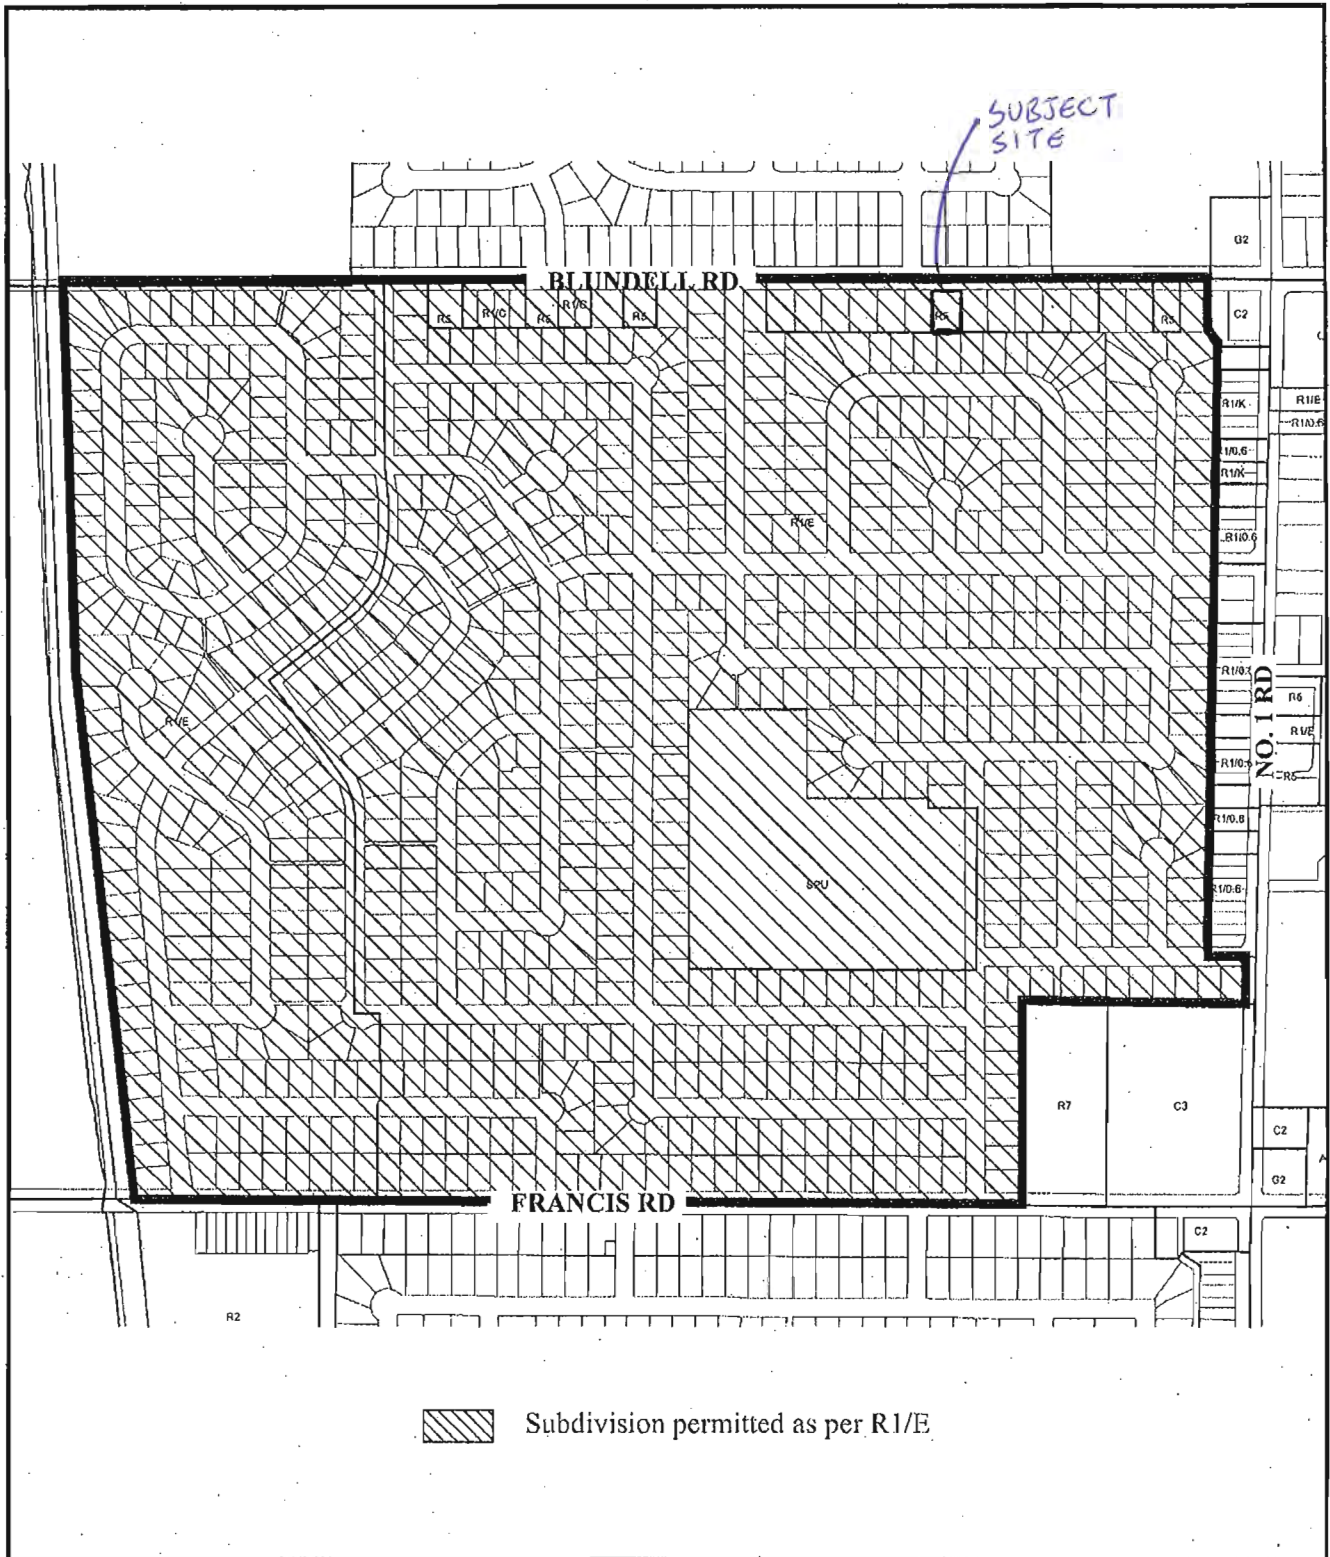 SUBJECT
SITE
G2
BLUNDELL RD
R5
R1/C
R5
R1/C
R5
R5
R5
C2
R1/K
R1/E
R1/0.6
R1/K
R1/E
R1/0.6
R1/E
NO. 1 RD
R6
R1/E
R5
R1/0.6
R1/0.6
R7
C3
C2
G2
FRANCIS RD
C2
R2
Subdivision permitted as per R1/E